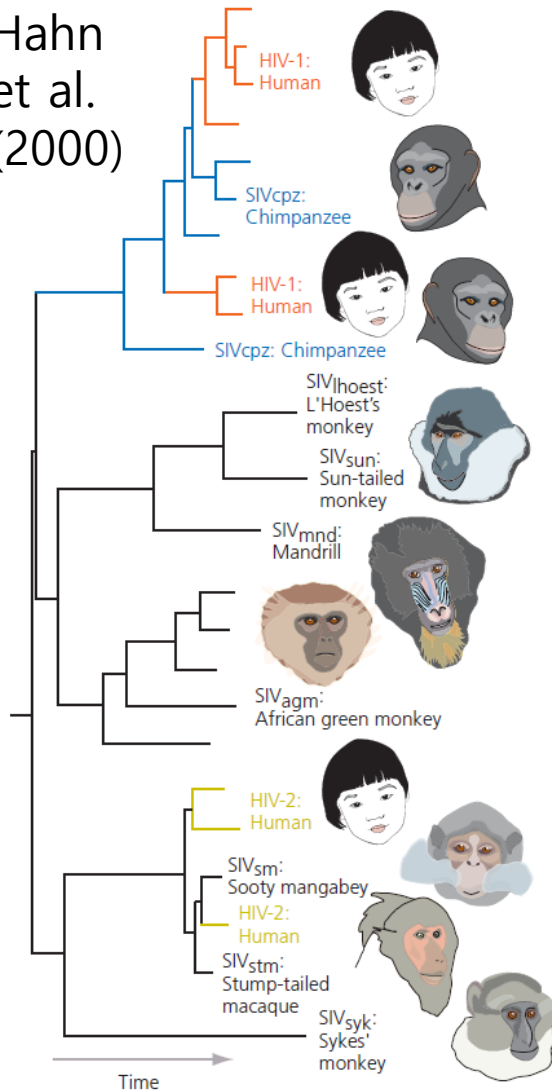 Hahn
et al.
(2000)
HIV-1:
Human
SIVcpz:
Chimpanzee
HIV-1:
Human
SIVcpz: Chimpanzee
SIVlhoest:
L'Hoest's
monkey
SIVsun:
Sun-tailed
monkey
SIVmnd:
Mandrill
SIVagm:
African green monkey
HIV-2:
Human
SIVsm:
Sooty mangabey
HIV-2:
Human
SIVstm:
Stump-tailed
macaque
SIVsyk:
Sykes'
monkey
Time